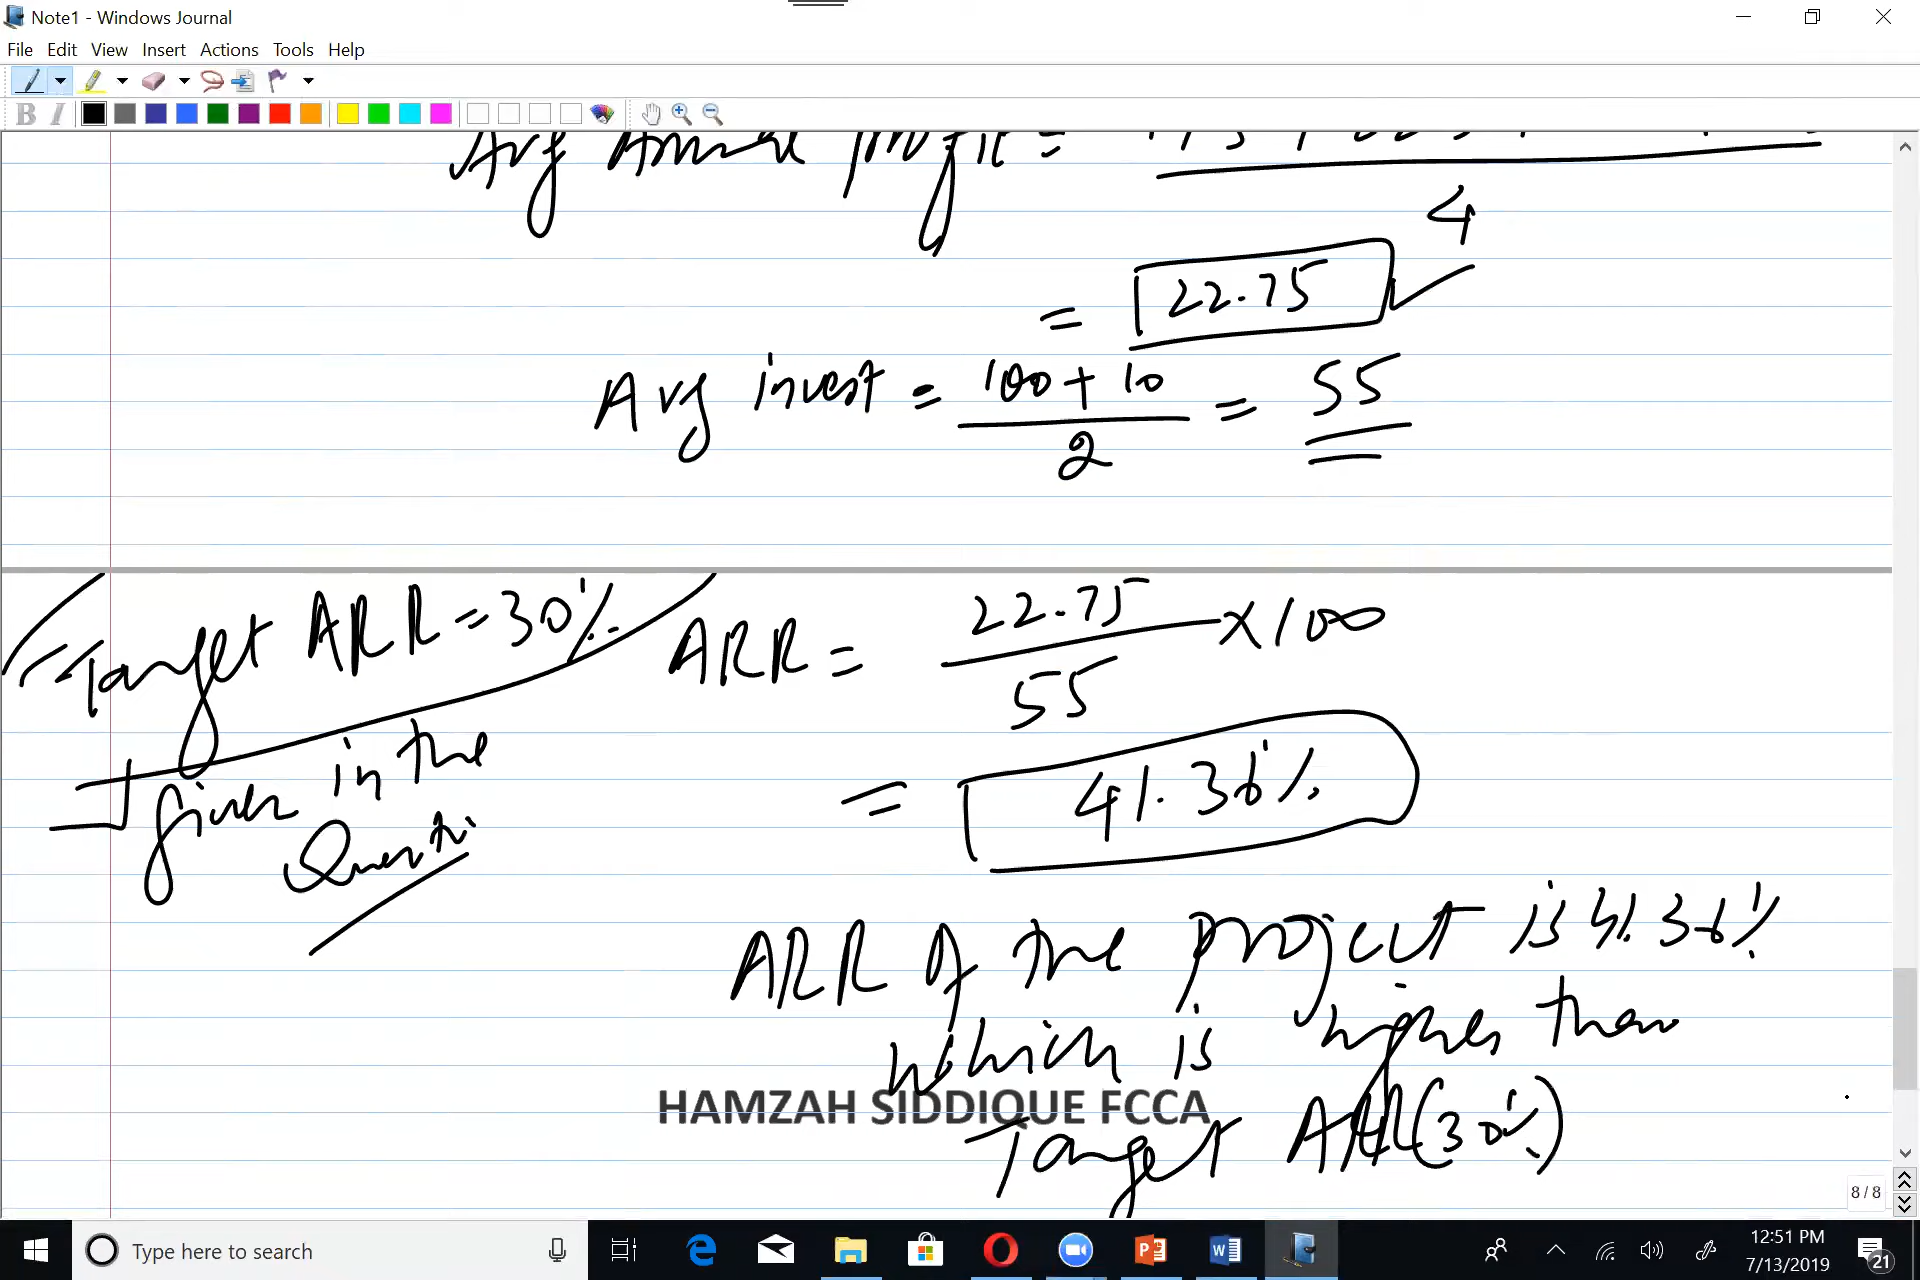 Note1 - Windows Journal
File Edit View Insert Actions Tools Help
B I
Avg Annual profit =
4
= 22.75
Avg invest = 100 + 10 = 55
2
Target ARR = 30%
given in the
Questi
ARR = 22.75 × 100
55
= 41.36%
ARR of the project is 41.36%
which is higher than
HAMZAH SIDDIQUE FCCA
Target ARR (30%)
8 / 8
Type here to search
12:51 PM
7/13/2019
21